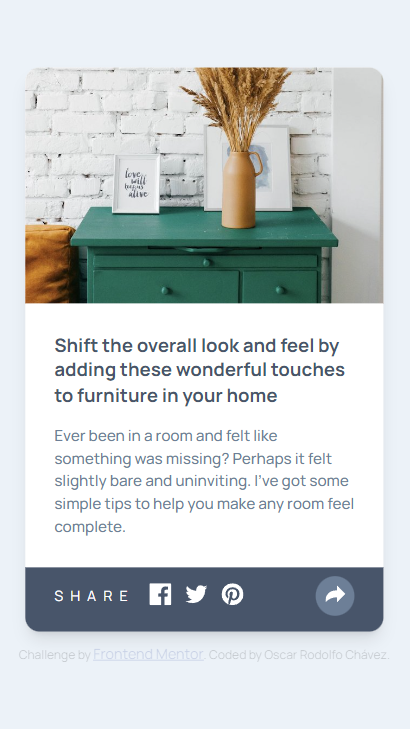 love
will
keep us
alive
Shift the overall look and feel by
adding these wonderful touches
to furniture in your home
Ever been in a room and felt like
something was missing? Perhaps it felt
slightly bare and uninviting. I've got some
simple tips to help you make any room feel
complete.
SHARE
Challenge by Frontend Mentor. Coded by Oscar Rodolfo Chávez.